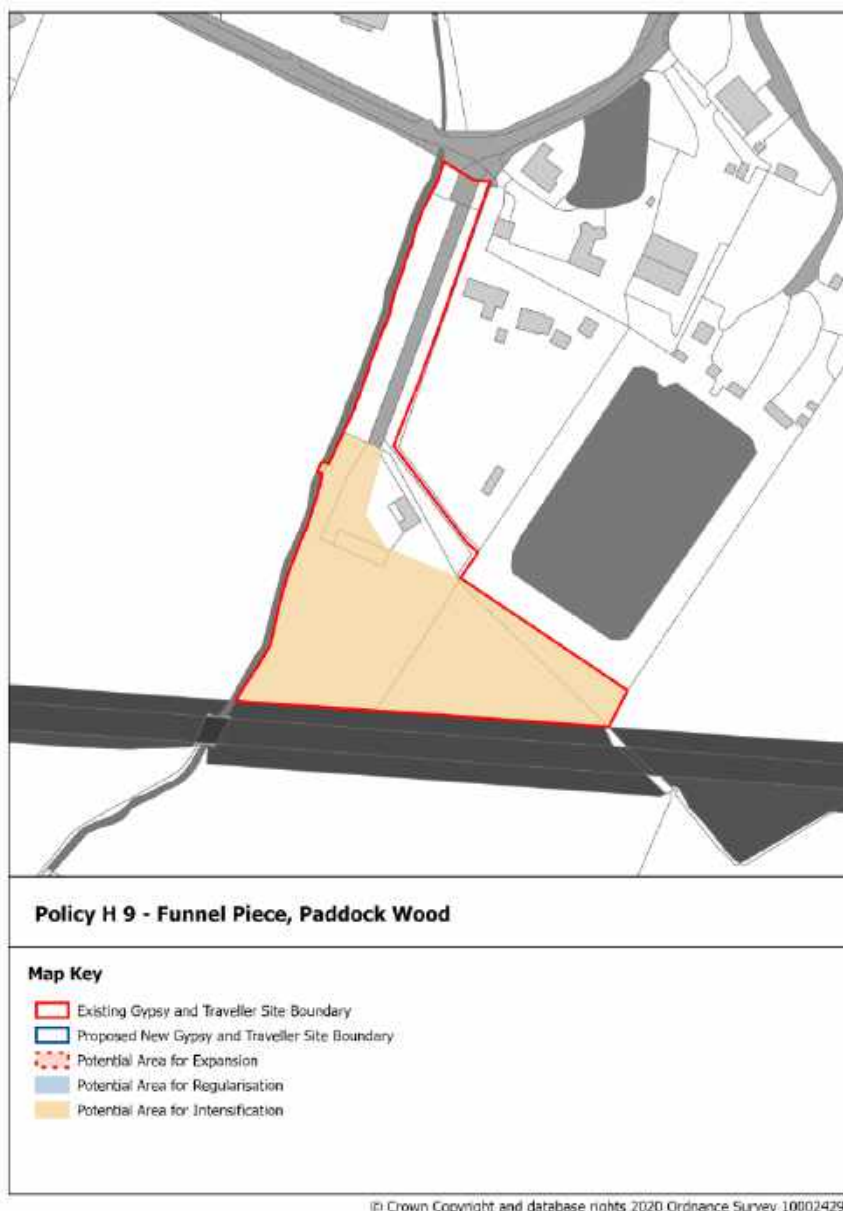 Policy H 9 - Funnel Piece, Paddock Wood
Map Key
Existing Gypsy and Traveller Site Boundary
Proposed New Gypsy and Traveller Site Boundary
Potential Area for Expansion
Potential Area for Regularisation
Potential Area for Intensification
© Crown Copyright and database rights 2020 Ordnance Survey 10002429